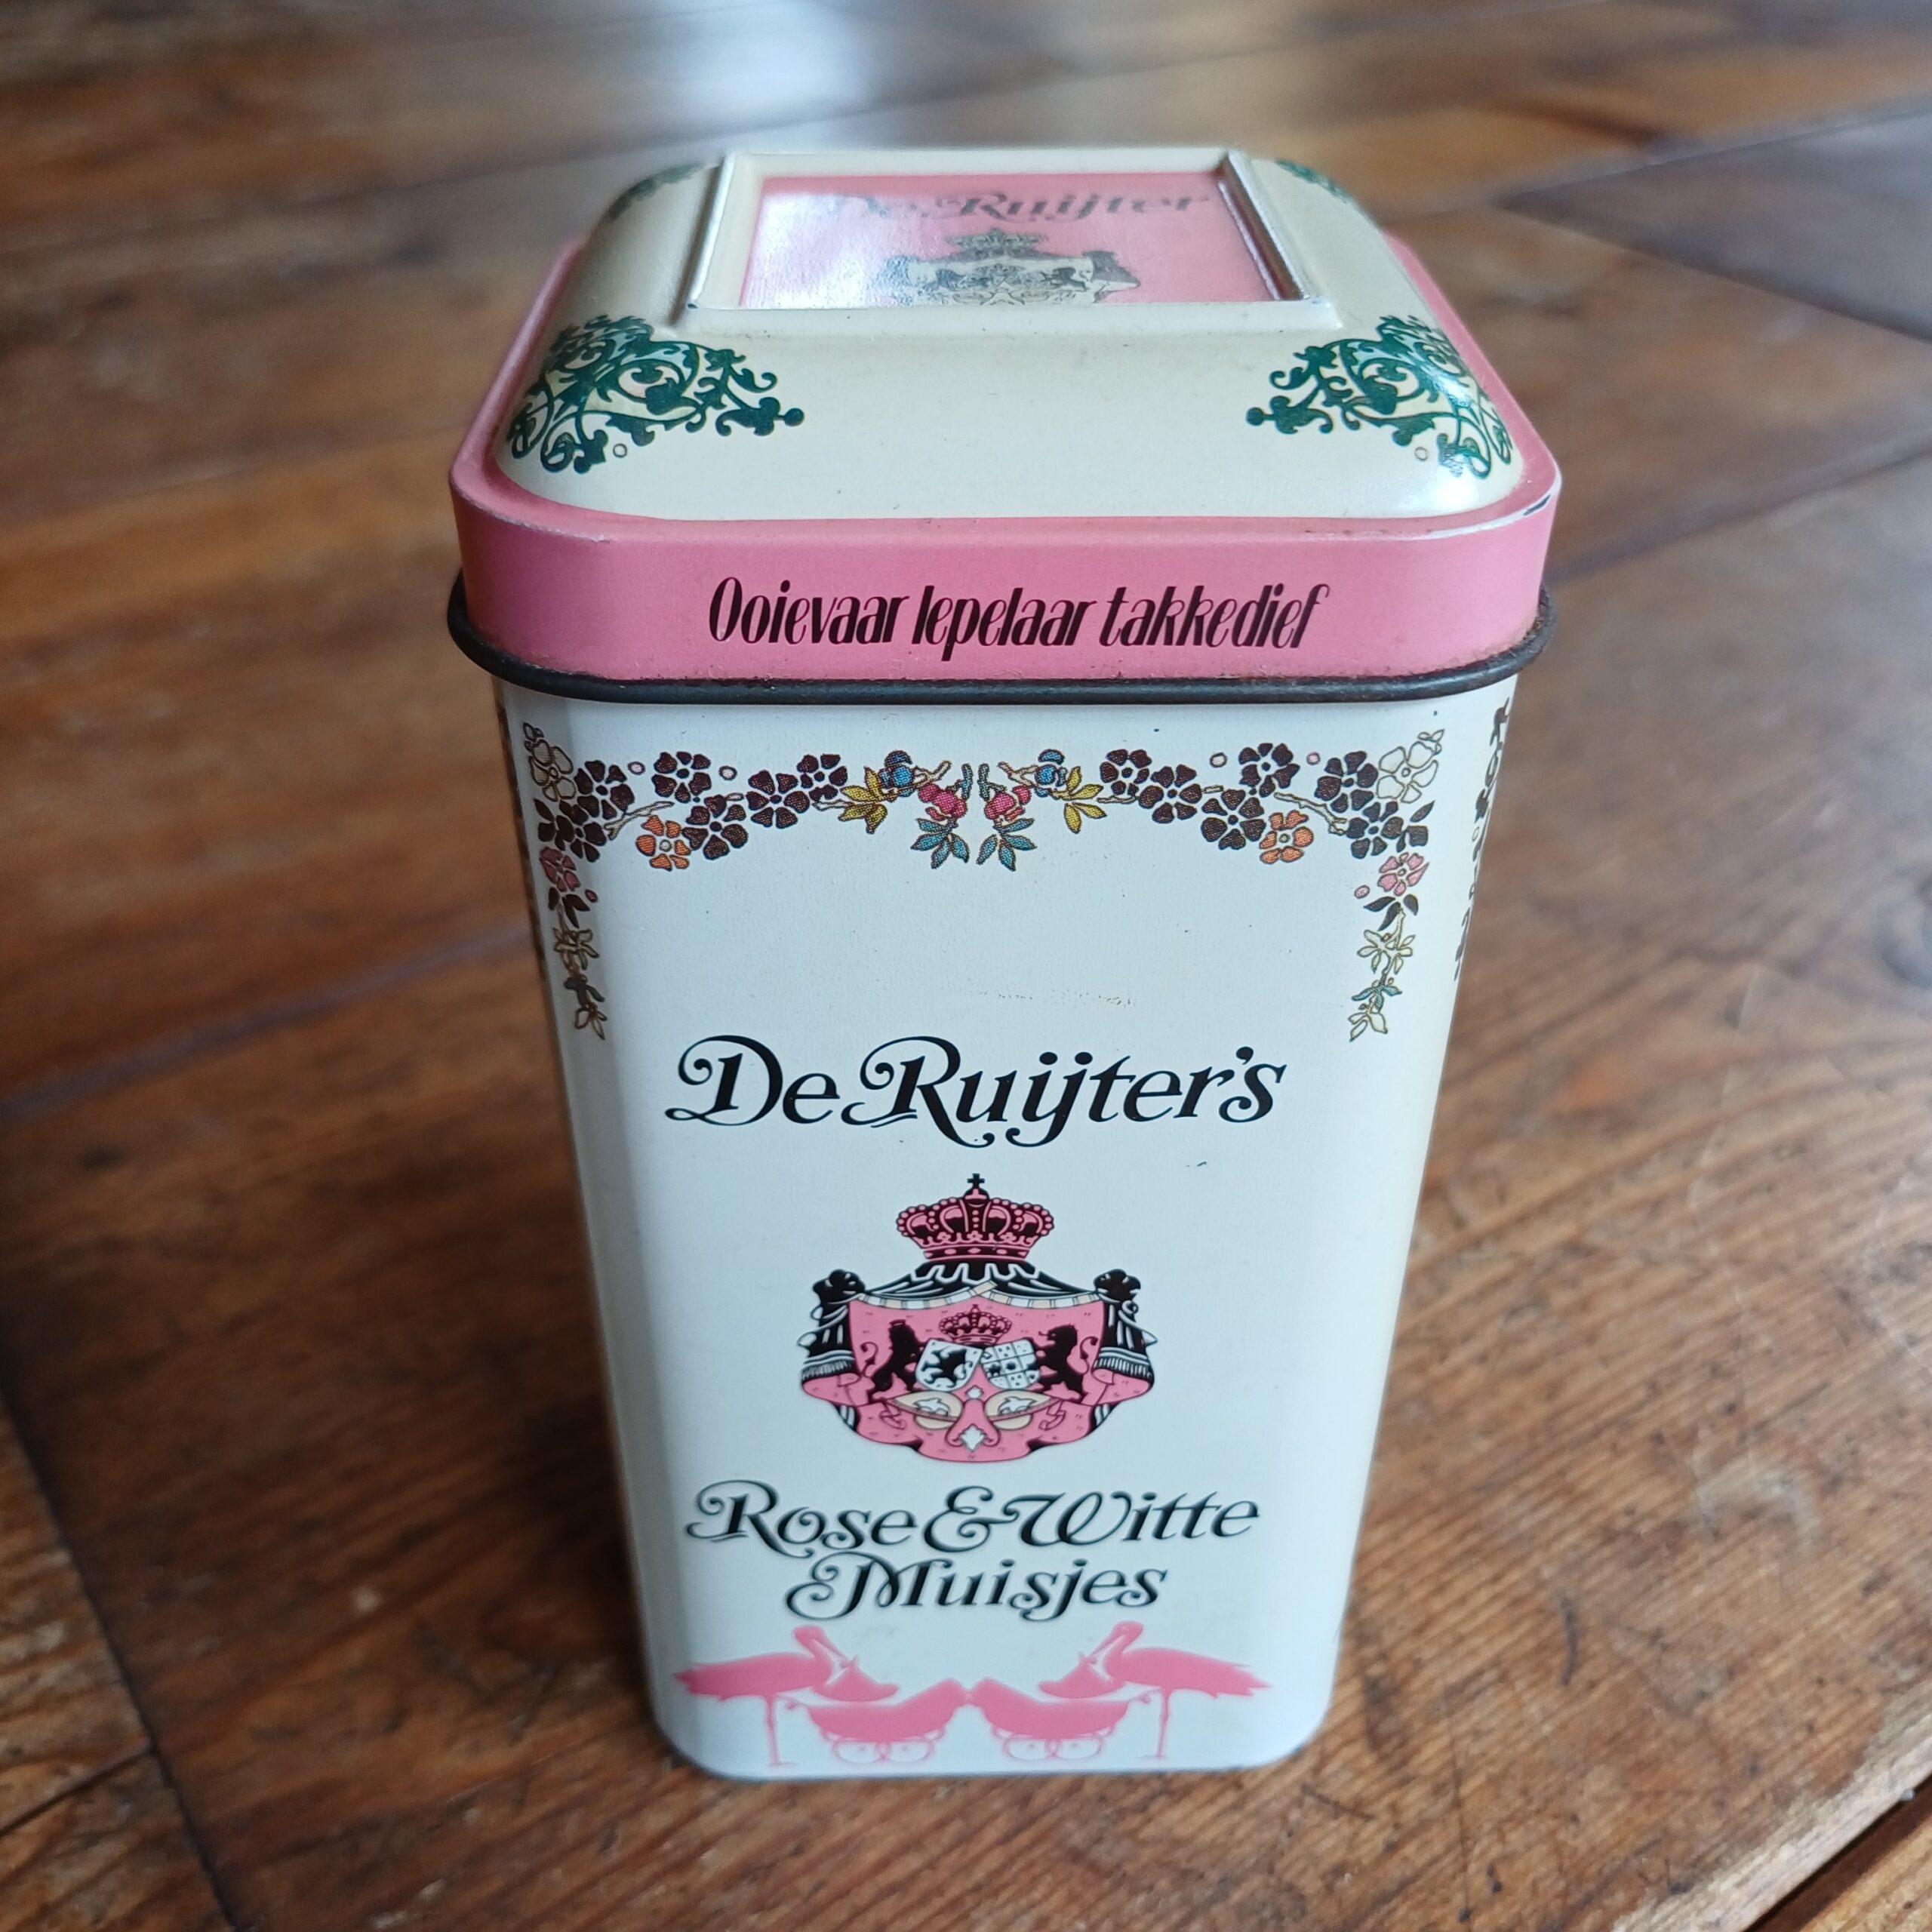 De Ruijter
Ooievaar lepelaar takkedief
De Ruijter's
Rose & Witte
Muisjes